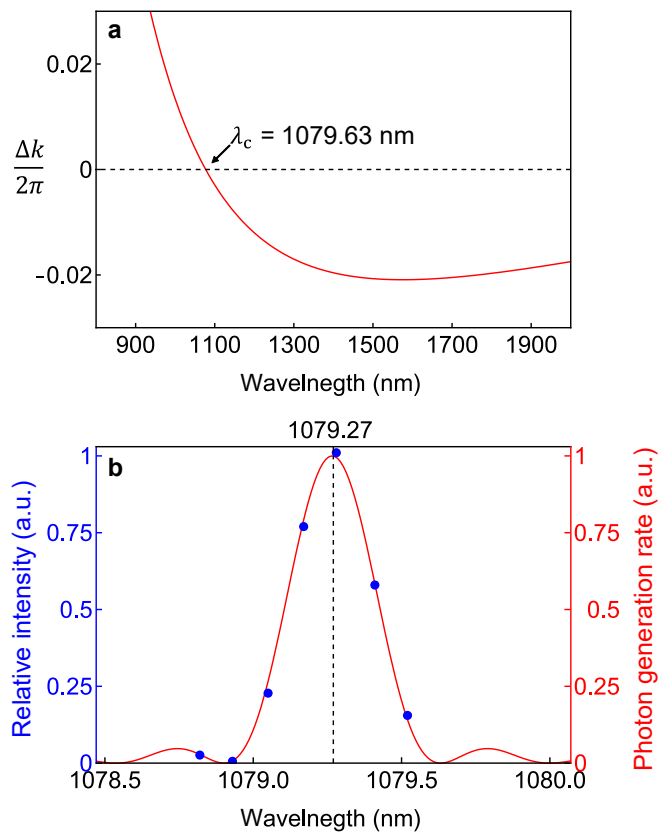 a
0.02
λc = 1079.63 nm
Δk
2π
0
−0.02
900 1100 1300 1500 1700 1900
Wavelnegth (nm)
1079.27
b
1 1
0.75 0.75
0.5 0.5
0.25 0.25
0 0
Relative intensity (a.u.)
Photon generation rate (a.u.)
1078.5 1079.0 1079.5 1080.0
Wavelnegth (nm)